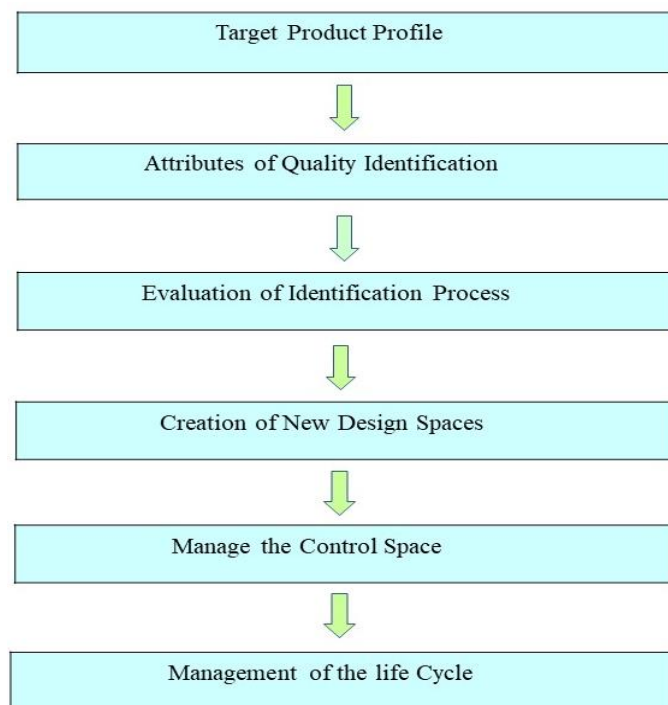 Target Product Profile
Attributes of Quality Identification
Evaluation of Identification Process
Creation of New Design Spaces
Manage the Control Space
Management of the life Cycle